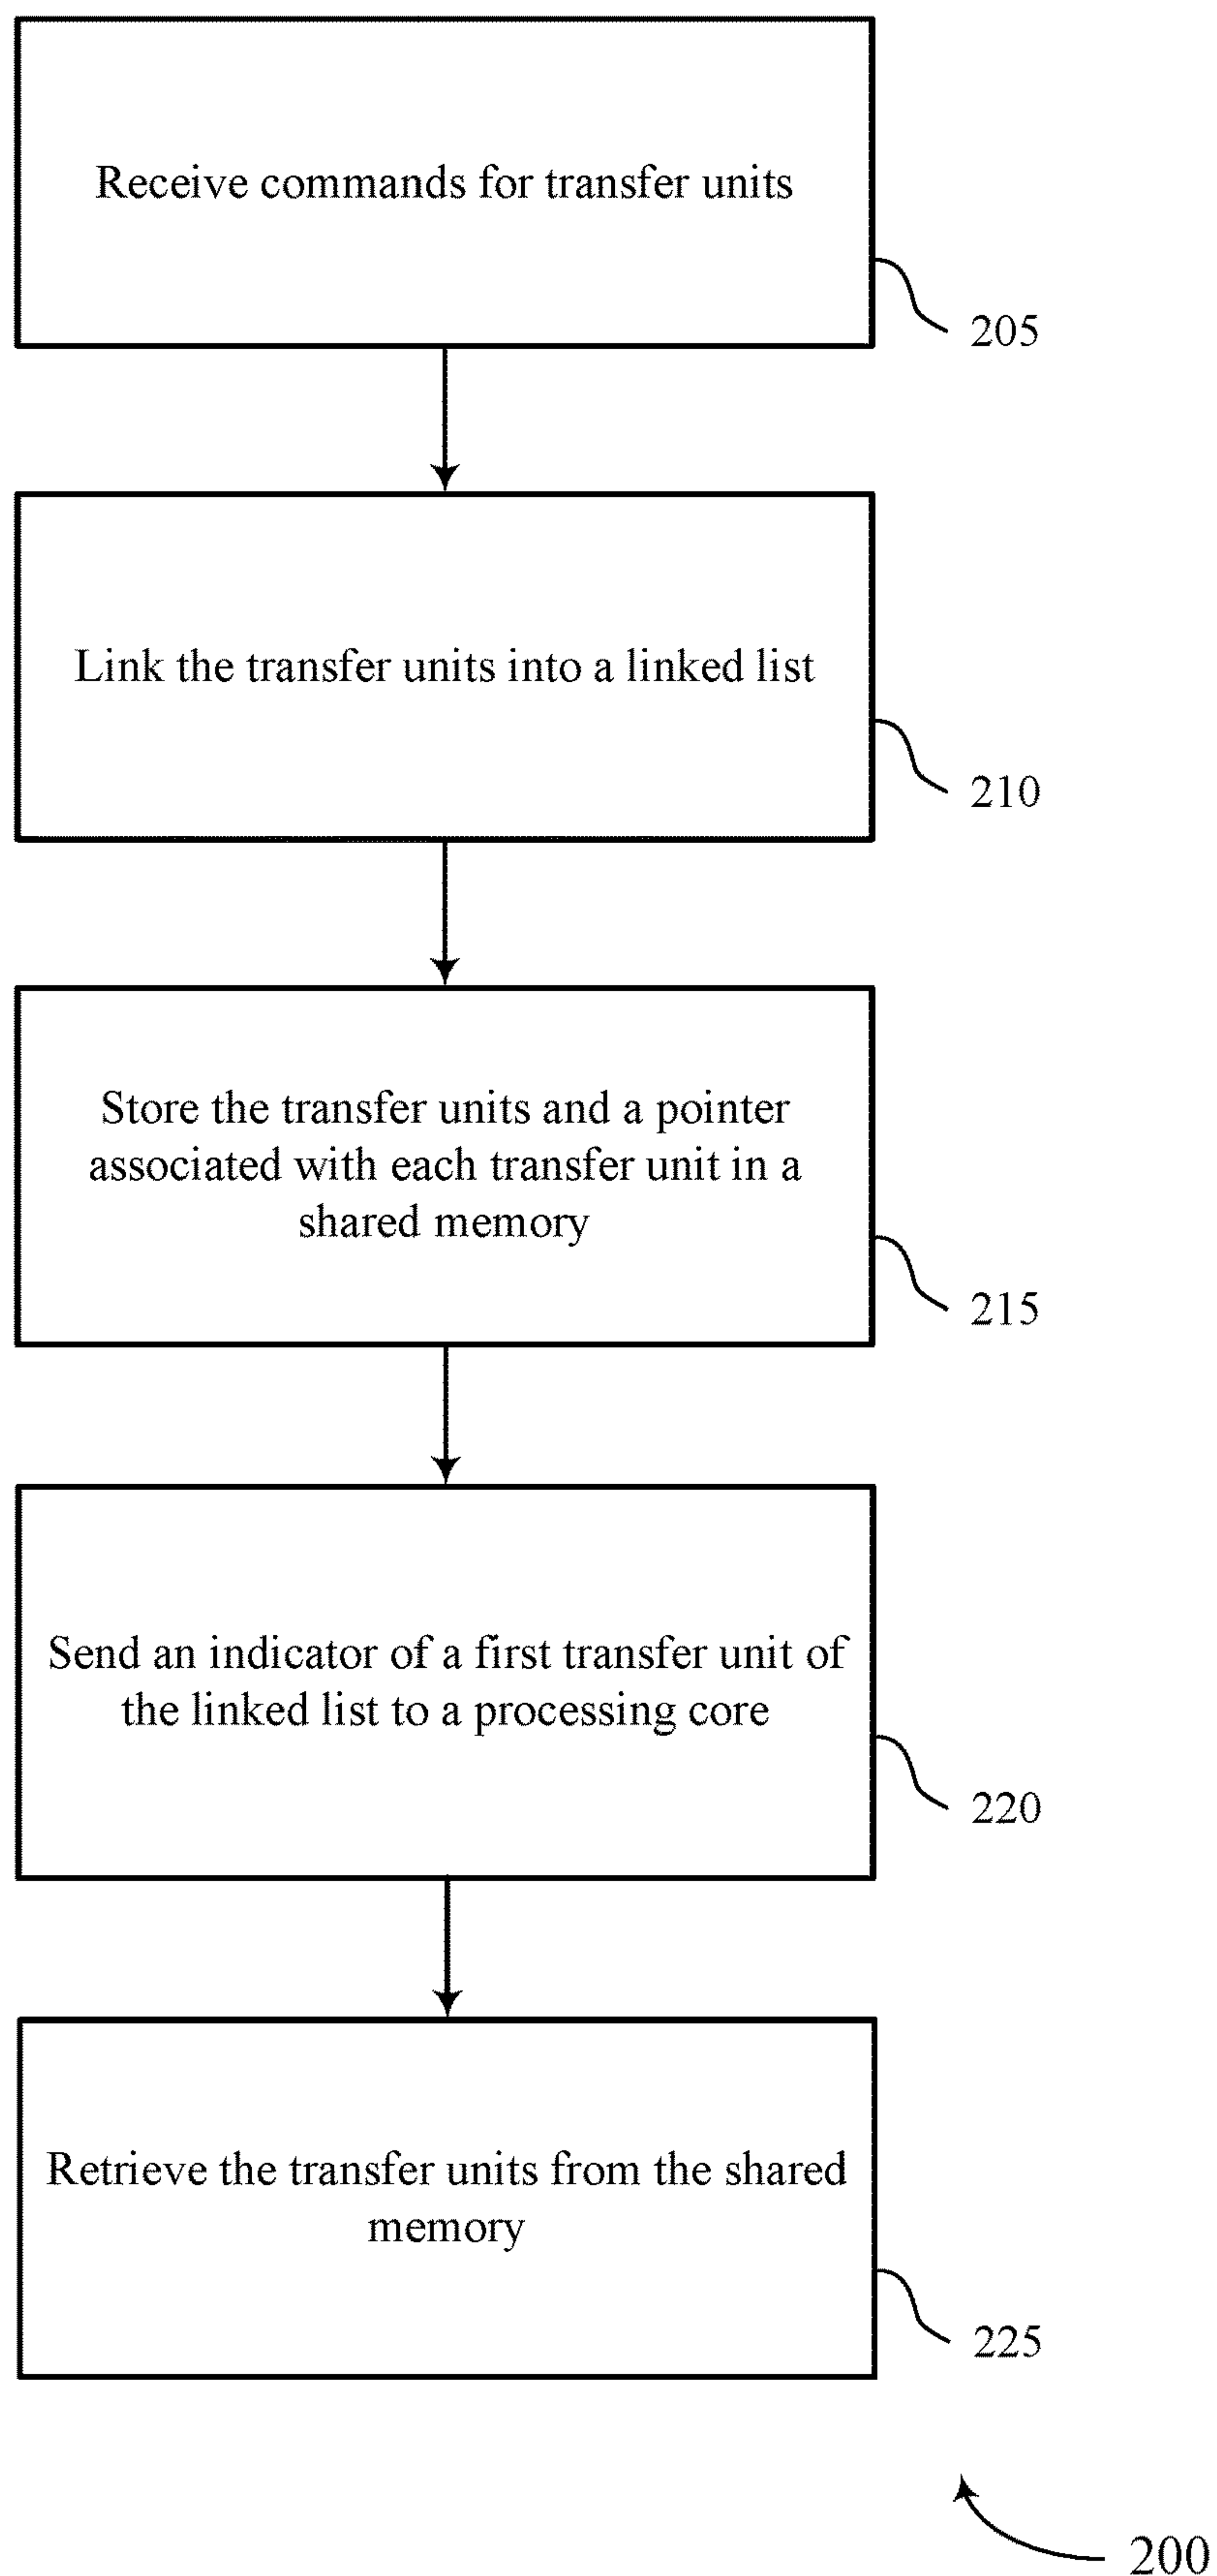 Receive commands for transfer units
205
Link the transfer units into a linked list
210
Store the transfer units and a pointer
associated with each transfer unit in a
shared memory
215
Send an indicator of a first transfer unit of
the linked list to a processing core
220
Retrieve the transfer units from the shared
memory
225
200